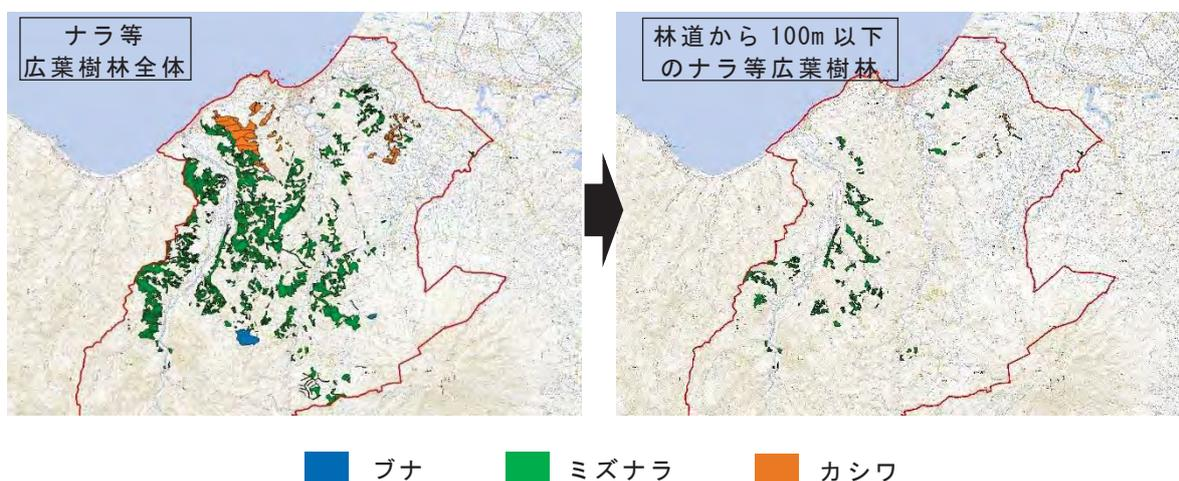 ナラ等
広葉樹林全体
林道から 100m 以下
のナラ等広葉樹林
ブナ
ミズナラ
カシワ